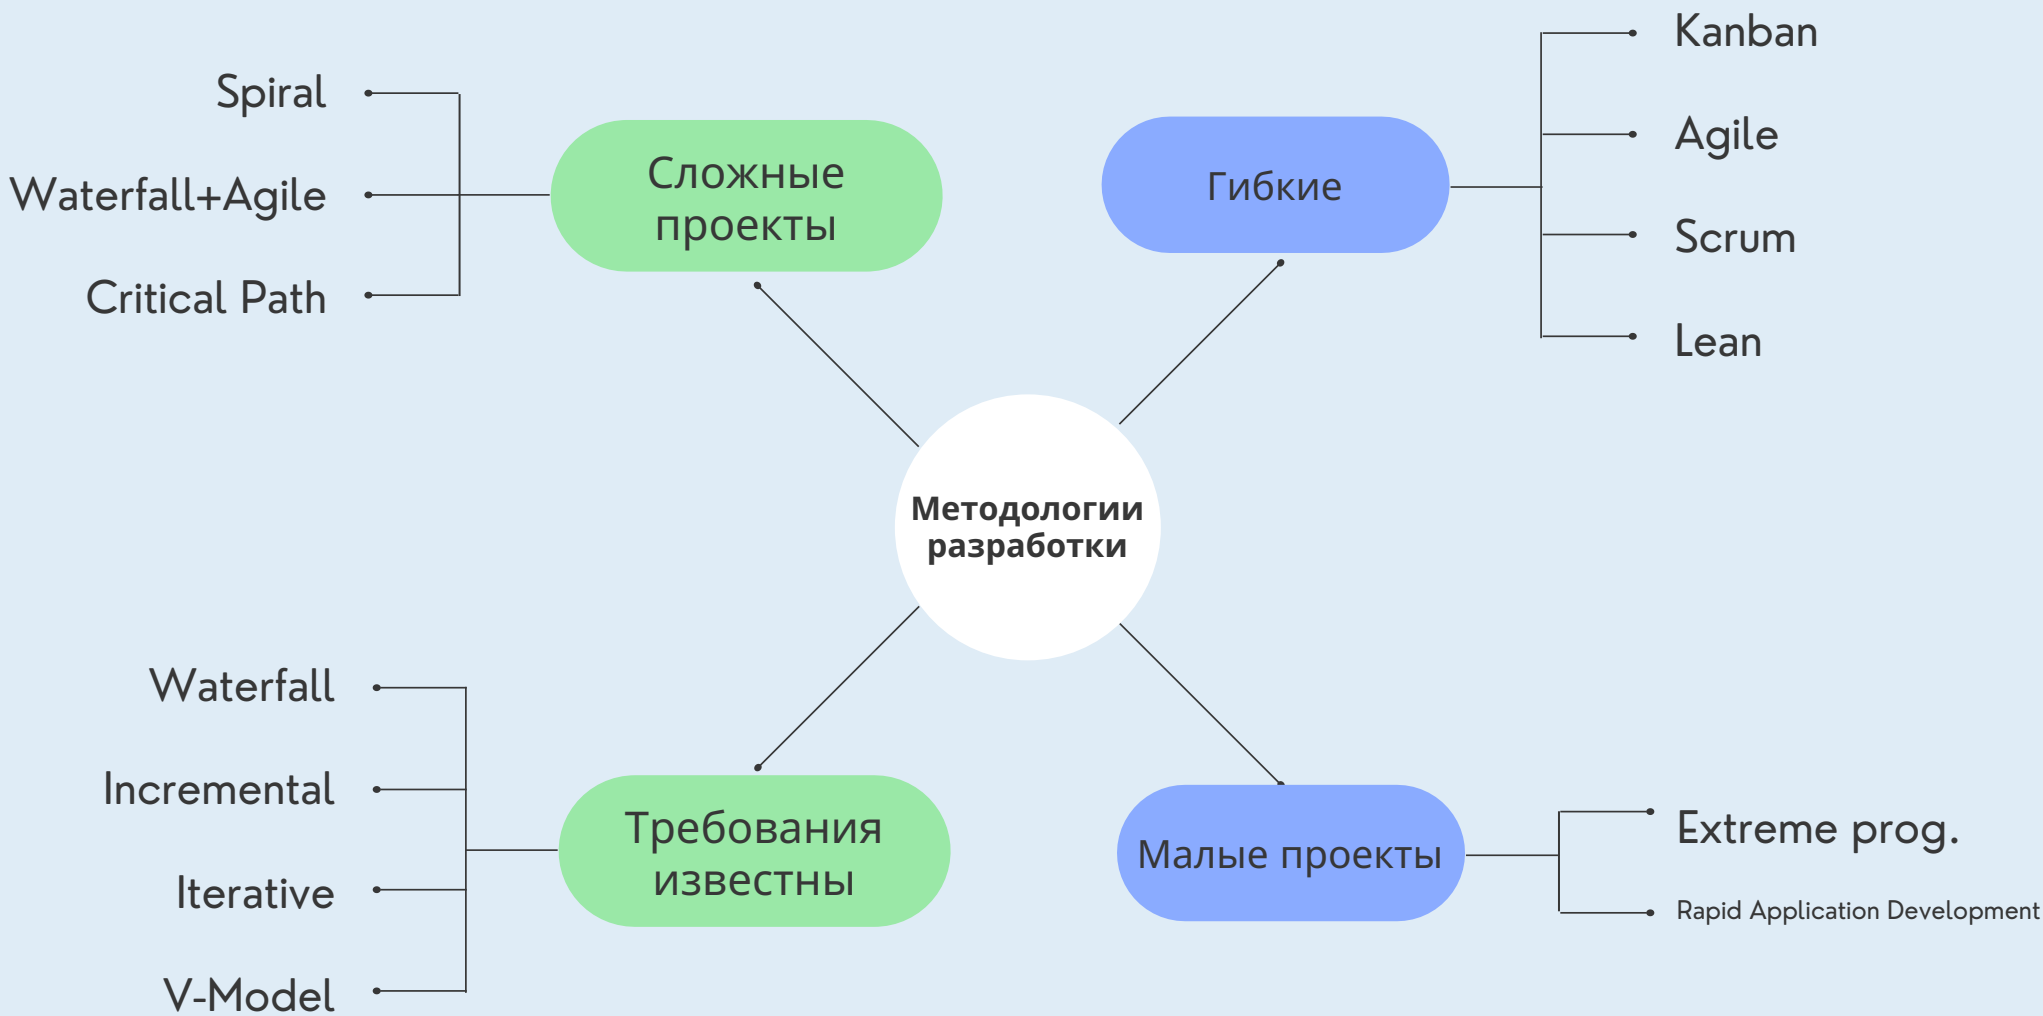 Spiral
Waterfall+Agile
Critical Path
Сложные
проекты
Гибкие
Kanban
Agile
Scrum
Lean
Методологии
разработки
Waterfall
Incremental
Iterative
V-Model
Требования
известны
Малые проекты
Extreme prog.
Rapid Application Development